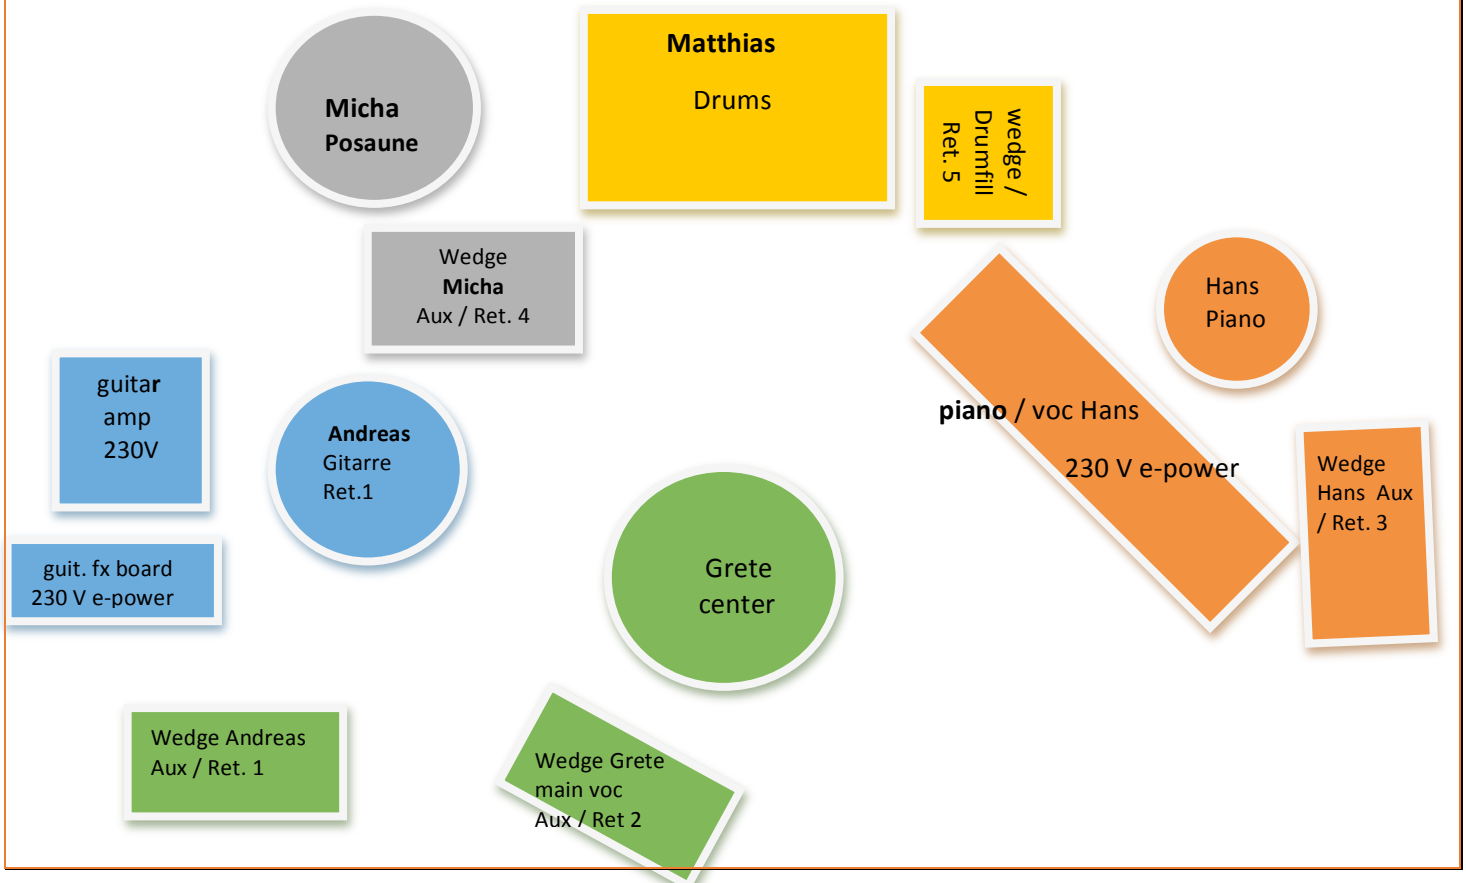 Micha
Posaune
Matthias
Drums
wedge /
Drumfill
Ret. 5
Wedge
Micha
Aux / Ret. 4
Hans
Piano
guitar
amp
230V
Andreas
Gitarre
Ret.1
piano / voc Hans
230 V e-power
Wedge
Hans Aux
/ Ret. 3
guit. fx board
230 V e-power
Grete
center
Wedge Andreas
Aux / Ret. 1
Wedge Grete
main voc
Aux / Ret 2